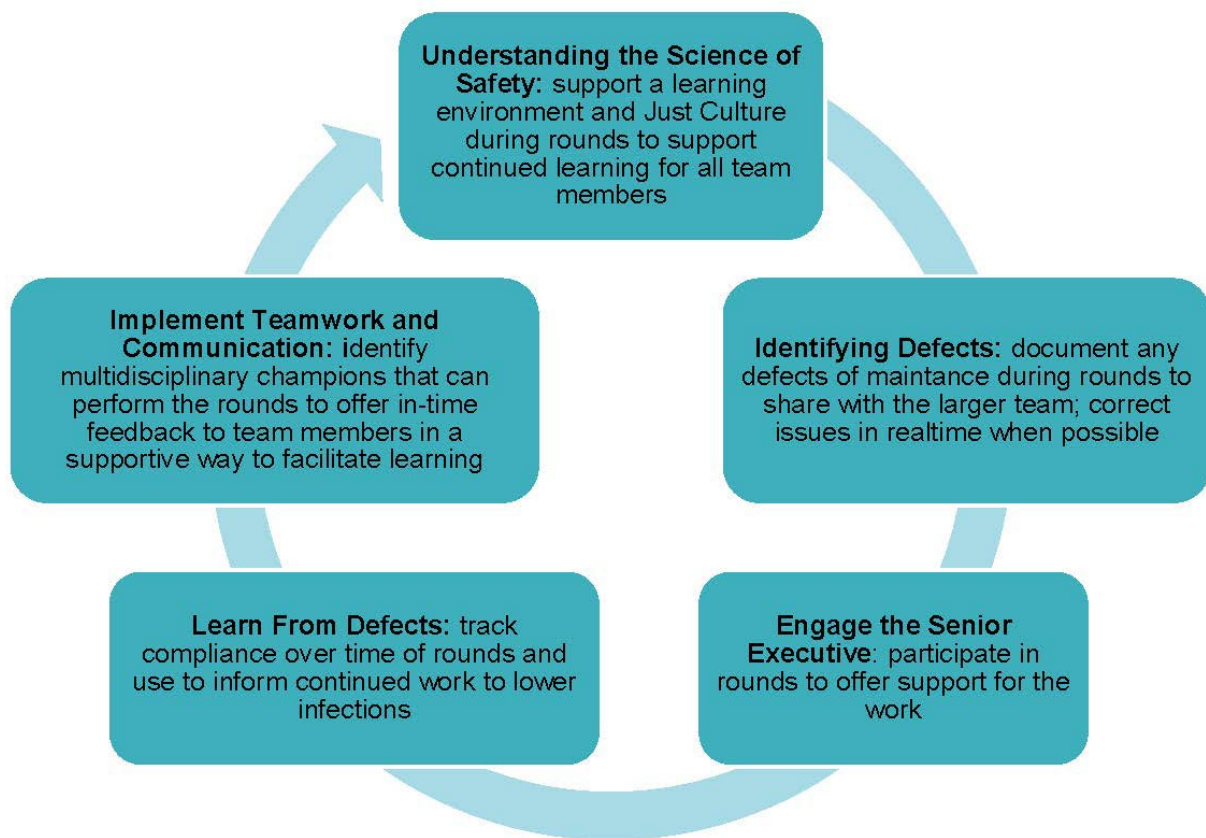 Understanding the Science of
Safety: support a learning
environment and Just Culture
during rounds to support
continued learning for all team
members
Identifying Defects: document any
defects of maintance during rounds to
share with the larger team; correct
issues in realtime when possible
Engage the Senior
Executive: participate in
rounds to offer support for the
work
Learn From Defects: track
compliance over time of rounds and
use to inform continued work to lower
infections
Implement Teamwork and
Communication: identify
multidisciplinary champions that can
perform the rounds to offer in-time
feedback to team members in a
supportive way to facilitate learning